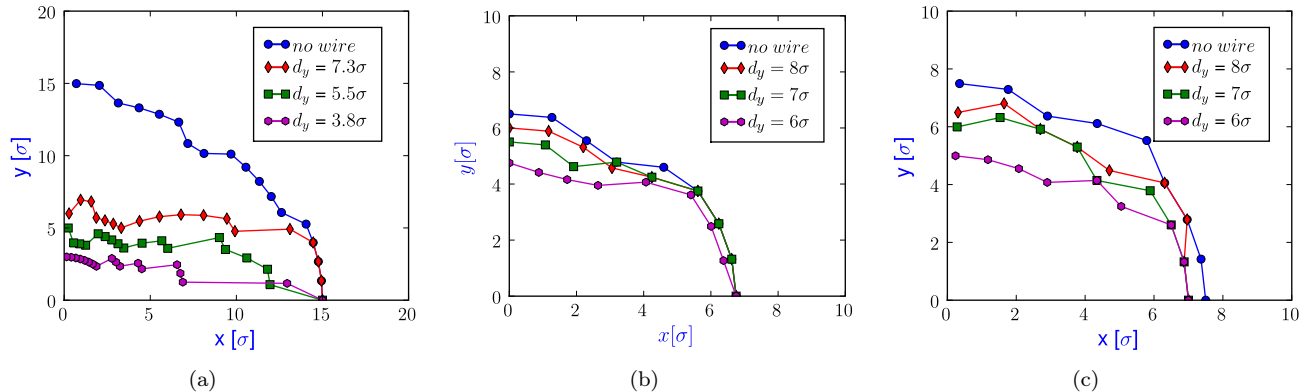 20
15
10
5
0
0 5 10 15 20
y [σ]
x [σ]
no wire
d_y = 7.3σ
d_y = 5.5σ
d_y = 3.8σ
(a)
10
8
6
4
2
0
0 2 4 6 8 10
y[σ]
x[σ]
no wire
d_y = 8σ
d_y = 7σ
d_y = 6σ
(b)
10
8
6
4
2
0
0 2 4 6 8 10
y [σ]
x [σ]
no wire
d_y = 8σ
d_y = 7σ
d_y = 6σ
(c)